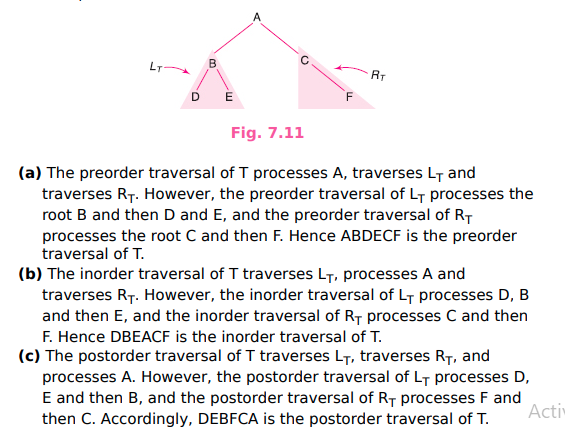 A
L_T B C R_T
D E F
Fig. 7.11
(a) The preorder traversal of T processes A, traverses L_T and
traverses R_T. However, the preorder traversal of L_T processes the
root B and then D and E, and the preorder traversal of R_T
processes the root C and then F. Hence ABDECF is the preorder
traversal of T.
(b) The inorder traversal of T traverses L_T, processes A and
traverses R_T. However, the inorder traversal of L_T processes D, B
and then E, and the inorder traversal of R_T processes C and then
F. Hence DBEACF is the inorder traversal of T.
(c) The postorder traversal of T traverses L_T, traverses R_T, and
processes A. However, the postorder traversal of L_T processes D,
E and then B, and the postorder traversal of R_T processes F and
then C. Accordingly, DEBFCA is the postorder traversal of T.